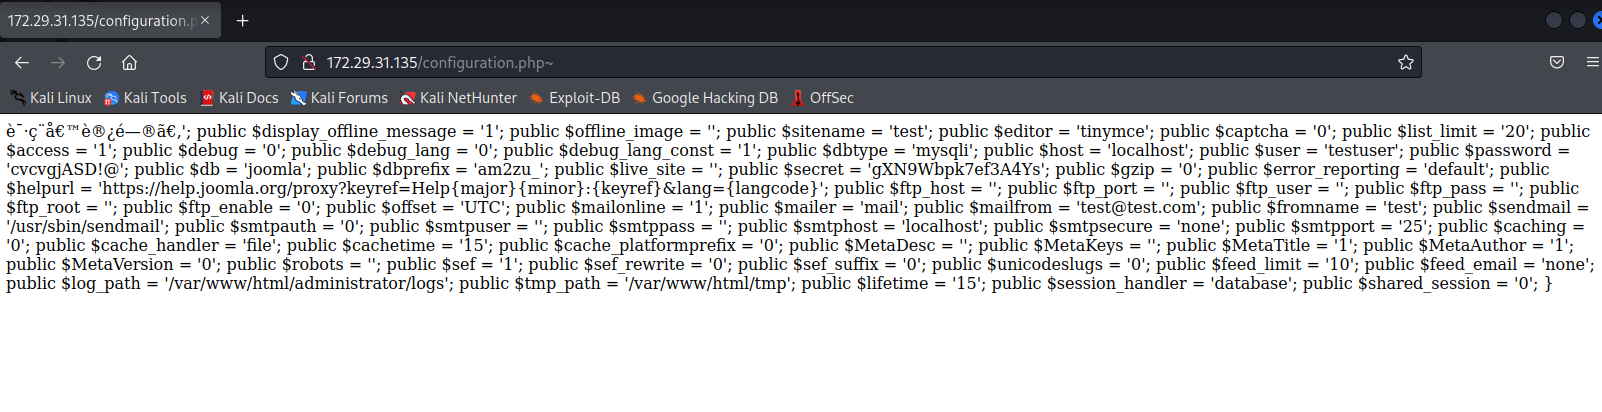 172.29.31.135/configuration.p
172.29.31.135/configuration.php~
Kali Linux Kali Tools Kali Docs Kali Forums Kali NetHunter Exploit-DB Google Hacking DB OffSec
è¯·ç¨å€™è®¿é—®ã€‚'; public $display_offline_message = '1'; public $offline_image = ''; public $sitename = 'test'; public $editor = 'tinymce'; public $captcha = '0'; public $list_limit = '20'; public
$access = '1'; public $debug = '0'; public $debug_lang = '0'; public $debug_lang_const = '1'; public $dbtype = 'mysqli'; public $host = 'localhost'; public $user = 'testuser'; public $password =
'cvcvgjASD!@'; public $db = 'joomla'; public $dbprefix = 'am2zu_'; public $live_site = ''; public $secret = 'gXN9Wbpk7ef3A4Ys'; public $gzip = '0'; public $error_reporting = 'default'; public
$helpurl = 'https://help.joomla.org/proxy?keyref=Help{major}{minor}:{keyref}&lang={langcode}'; public $ftp_host = ''; public $ftp_port = ''; public $ftp_user = ''; public $ftp_pass = ''; public
$ftp_root = ''; public $ftp_enable = '0'; public $offset = 'UTC'; public $mailonline = '1'; public $mailer = 'mail'; public $mailfrom = 'test@test.com'; public $fromname = 'test'; public $sendmail =
'/usr/sbin/sendmail'; public $smtpauth = '0'; public $smtpuser = ''; public $smtppass = ''; public $smtphost = 'localhost'; public $smtpsecure = 'none'; public $smtpport = '25'; public $caching =
'0'; public $cache_handler = 'file'; public $cachetime = '15'; public $cache_platformprefix = '0'; public $MetaDesc = ''; public $MetaKeys = ''; public $MetaTitle = '1'; public $MetaAuthor = '1';
public $MetaVersion = '0'; public $robots = ''; public $sef = '1'; public $sef_rewrite = '0'; public $sef_suffix = '0'; public $unicodeslugs = '0'; public $feed_limit = '10'; public $feed_email = 'none';
public $log_path = '/var/www/html/administrator/logs'; public $tmp_path = '/var/www/html/tmp'; public $lifetime = '15'; public $session_handler = 'database'; public $shared_session = '0'; }